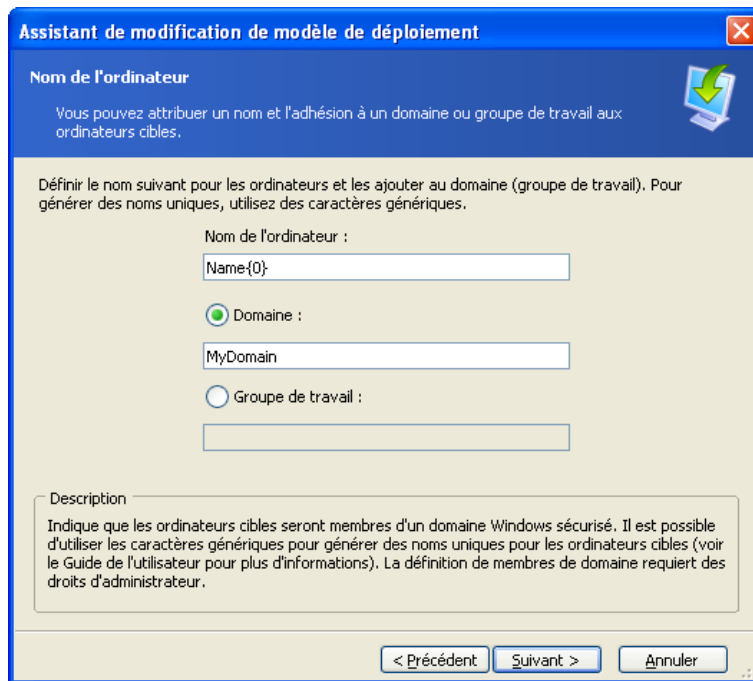 Assistant de modification de modèle de déploiement
Nom de l'ordinateur
Vous pouvez attribuer un nom et l'adhésion à un domaine ou groupe de travail aux
ordinateurs cibles.
Définir le nom suivant pour les ordinateurs et les ajouter au domaine (groupe de travail). Pour
générer des noms uniques, utilisez des caractères génériques.
Nom de l'ordinateur :
Name{0}
Domaine :
MyDomain
Groupe de travail :
Description
Indique que les ordinateurs cibles seront membres d'un domaine Windows sécurisé. Il est possible
d'utiliser les caractères génériques pour générer des noms uniques pour les ordinateurs cibles (voir
le Guide de l'utilisateur pour plus d'informations). La définition de membres de domaine requiert des
droits d'administrateur.
< Précédent Suivant > Annuler